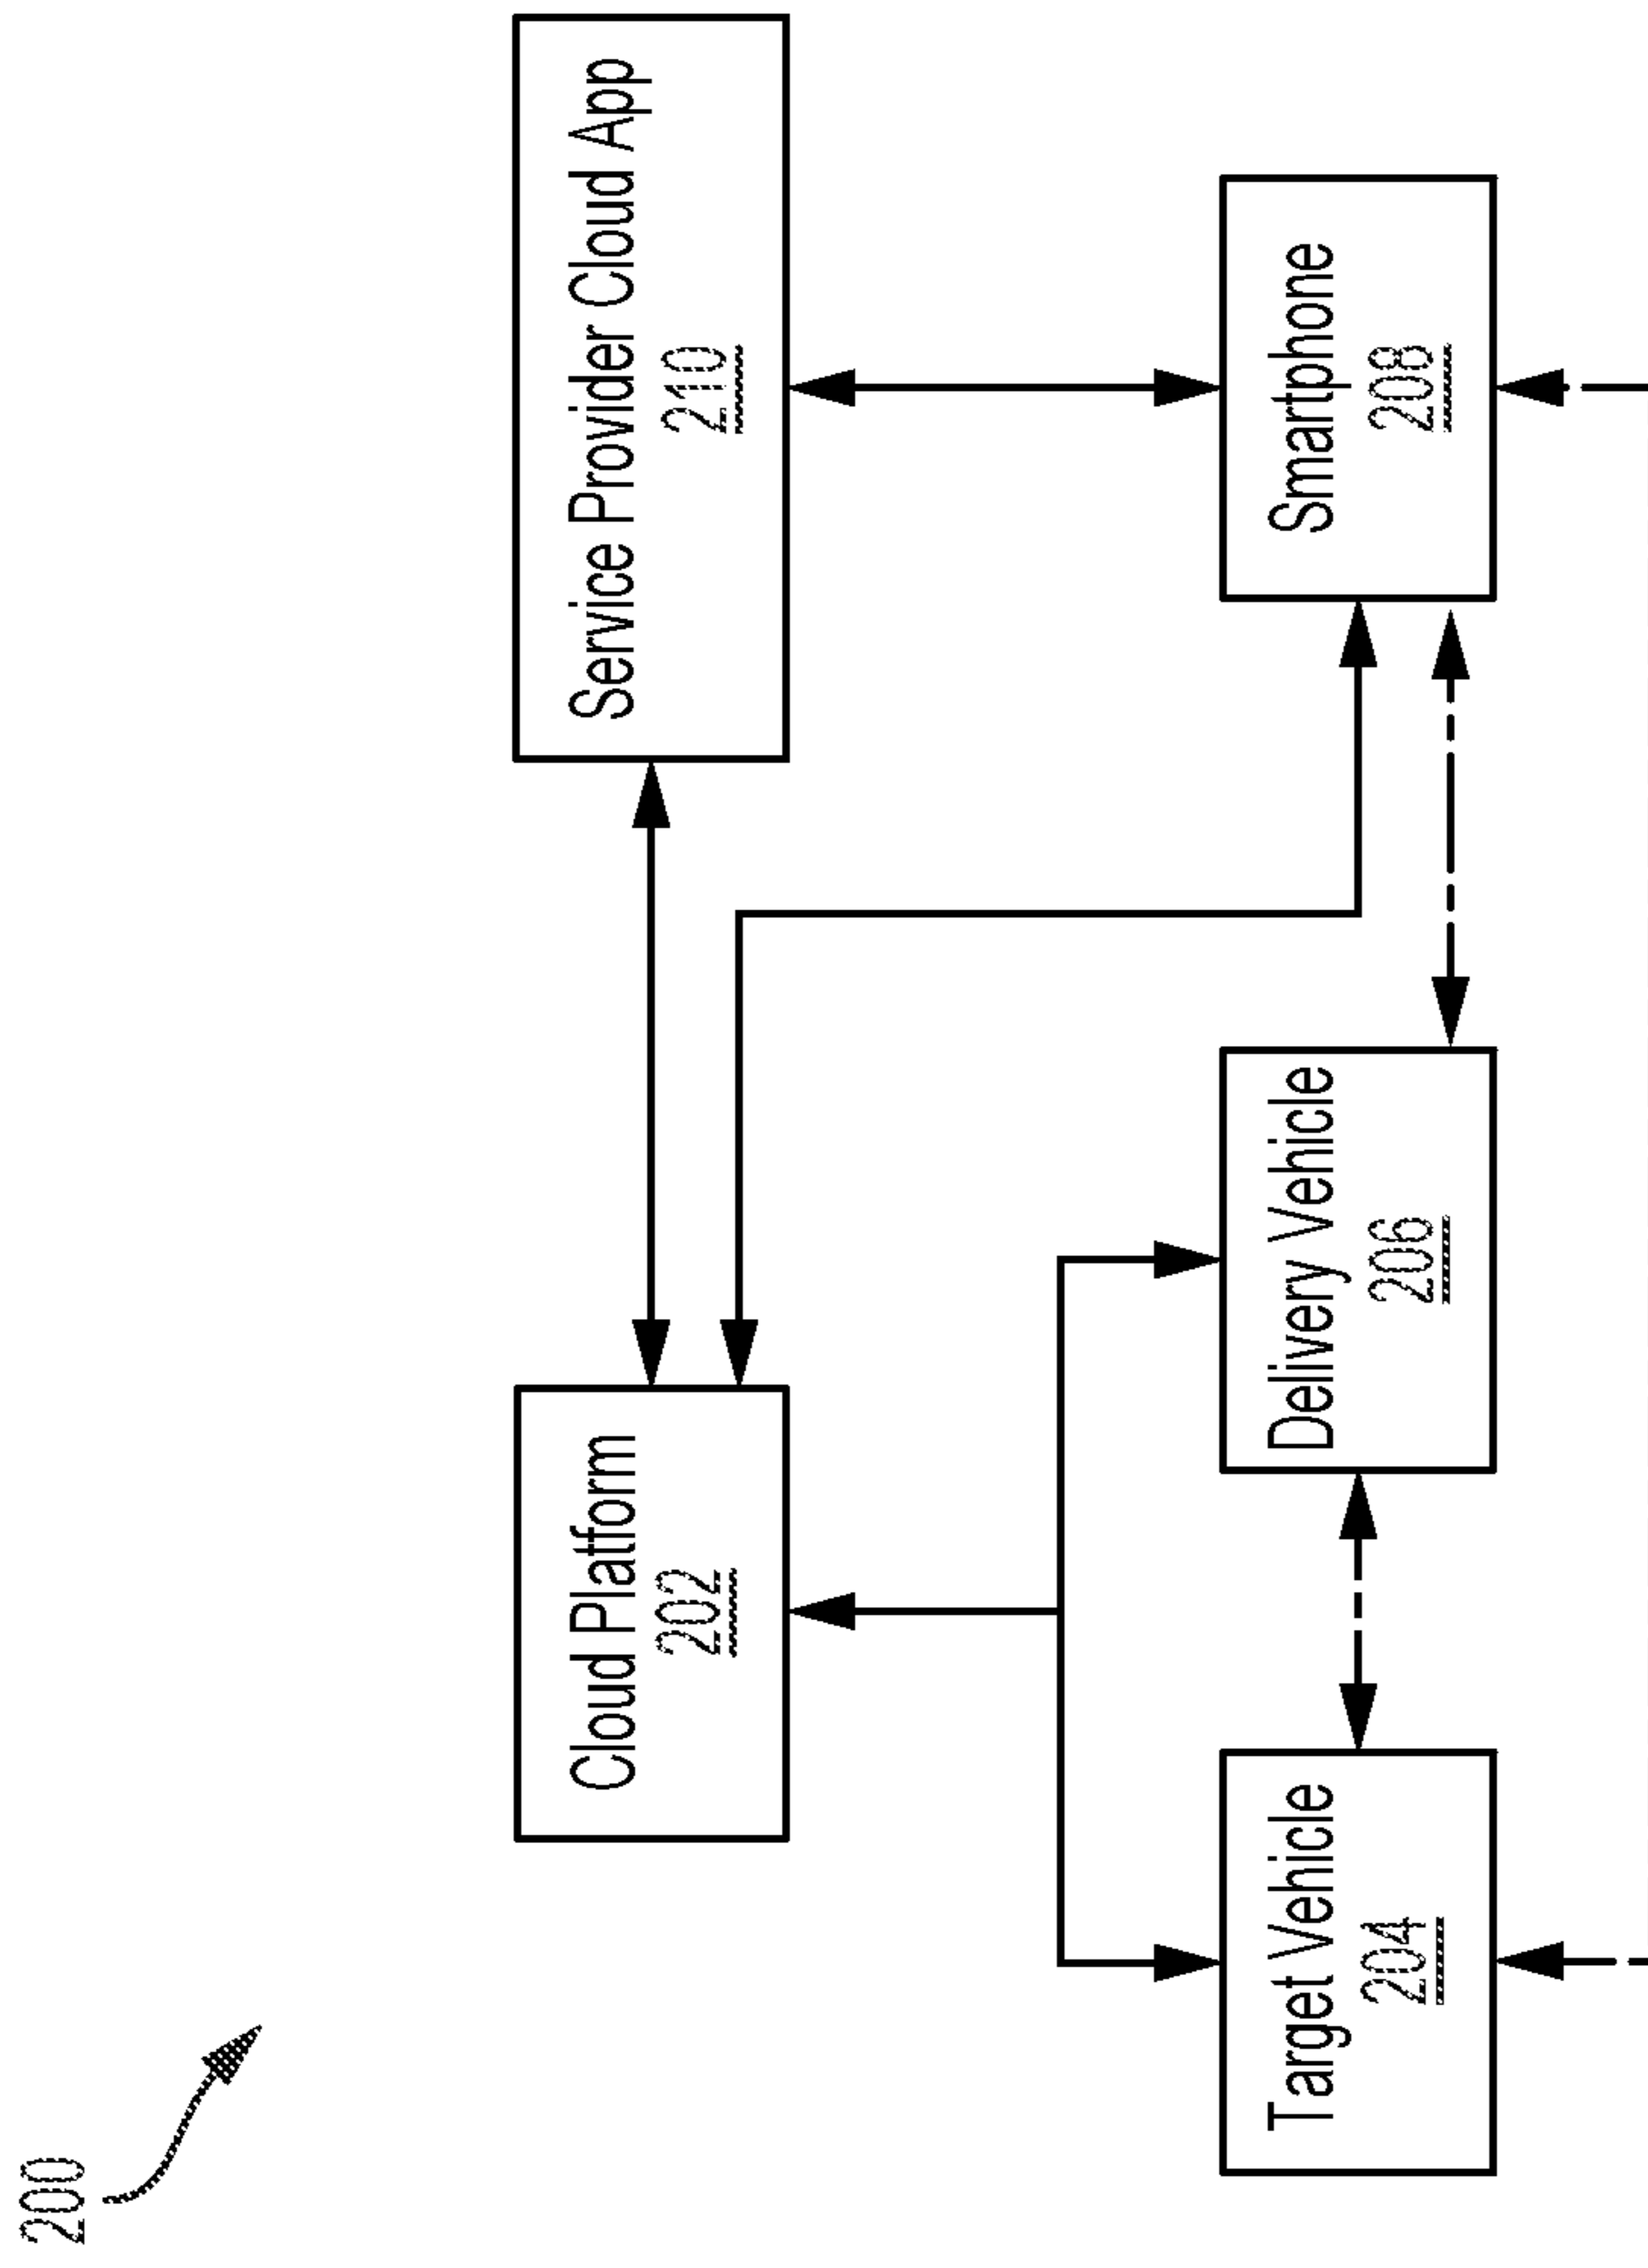 200
Cloud Platform
202
Service Provider Cloud App
210
Target Vehicle
204
Delivery Vehicle
206
Smartphone
208